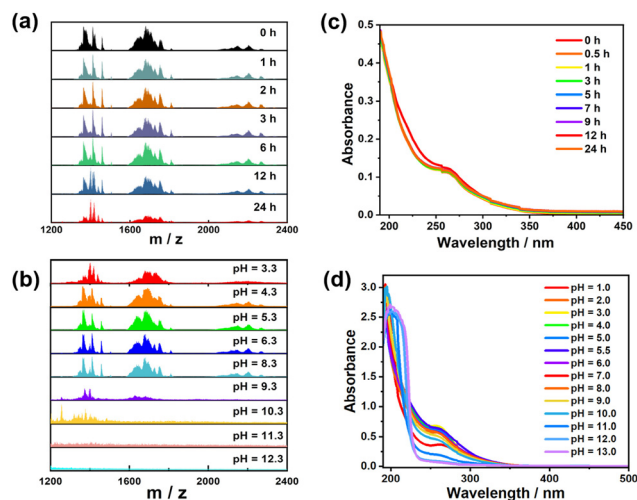 (a)
0 h
1 h
2 h
3 h
6 h
12 h
24 h
1200 1600 2000 2400
m / z
(c)
0.5
0.4
0.3
0.2
0.1
0.0
Absorbance
0 h
0.5 h
1 h
3 h
5 h
7 h
9 h
12 h
24 h
200 250 300 350 400 450
Wavelength / nm
(b)
pH = 3.3
pH = 4.3
pH = 5.3
pH = 6.3
pH = 8.3
pH = 9.3
pH = 10.3
pH = 11.3
pH = 12.3
1200 1600 2000 2400
m / z
(d)
3.0
2.5
2.0
1.5
1.0
0.5
0.0
Absorbance
pH = 1.0
pH = 2.0
pH = 3.0
pH = 4.0
pH = 5.0
pH = 5.5
pH = 6.0
pH = 7.0
pH = 8.0
pH = 9.0
pH = 10.0
pH = 11.0
pH = 12.0
pH = 13.0
200 300 400 500
Wavelength / nm